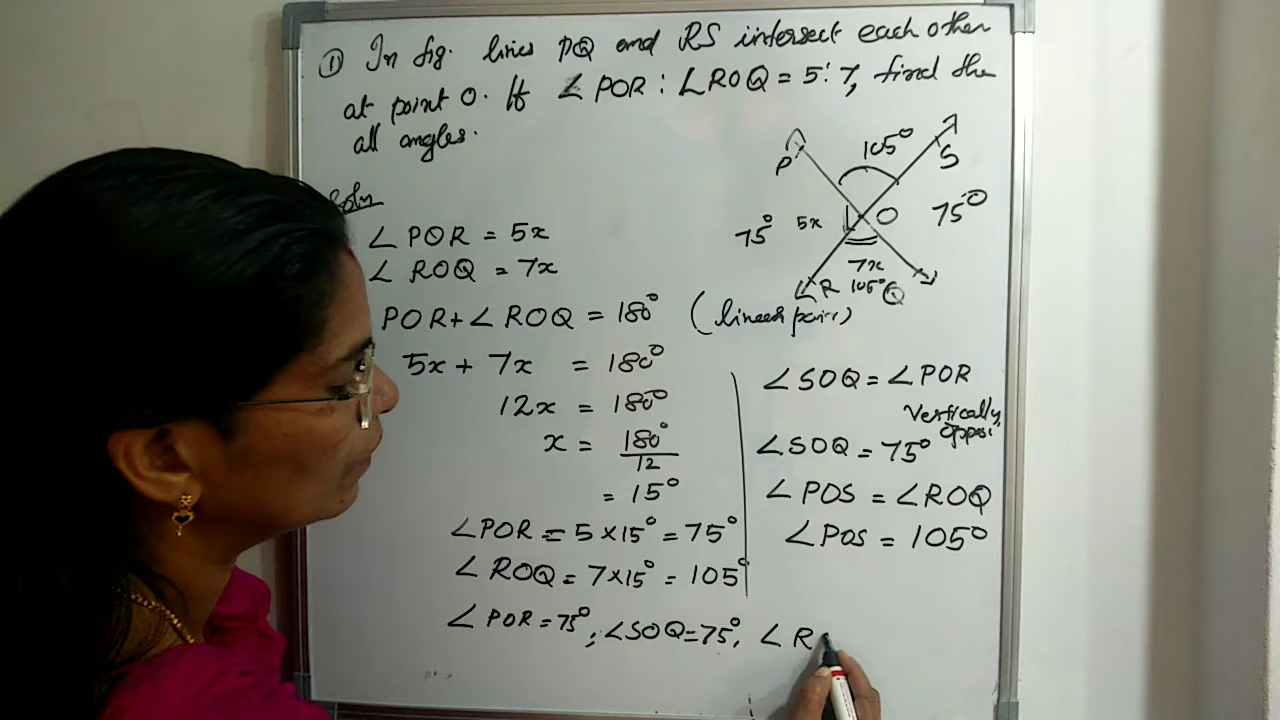 ① In fig. lines PQ and RS intersect each other
at point O. If ∠POR : ∠ROQ = 5:7, find the
all angles.
Soln
∠POR = 5x
∠ROQ = 7x
POR + ∠ROQ = 180° (linear pair)
5x + 7x = 180°
12x = 180°
x = 180°/12
= 15°
∠POR = 5×15° = 75°
∠ROQ = 7×15° = 105°
∠POR = 75°; ∠SOQ = 75°, ∠R
P
105°
S
75°
5x
O
75°
7x
R 105° Q
∠SOQ = ∠POR
Vertically
opposi
∠SOQ = 75°
∠POS = ∠ROQ
∠POS = 105°